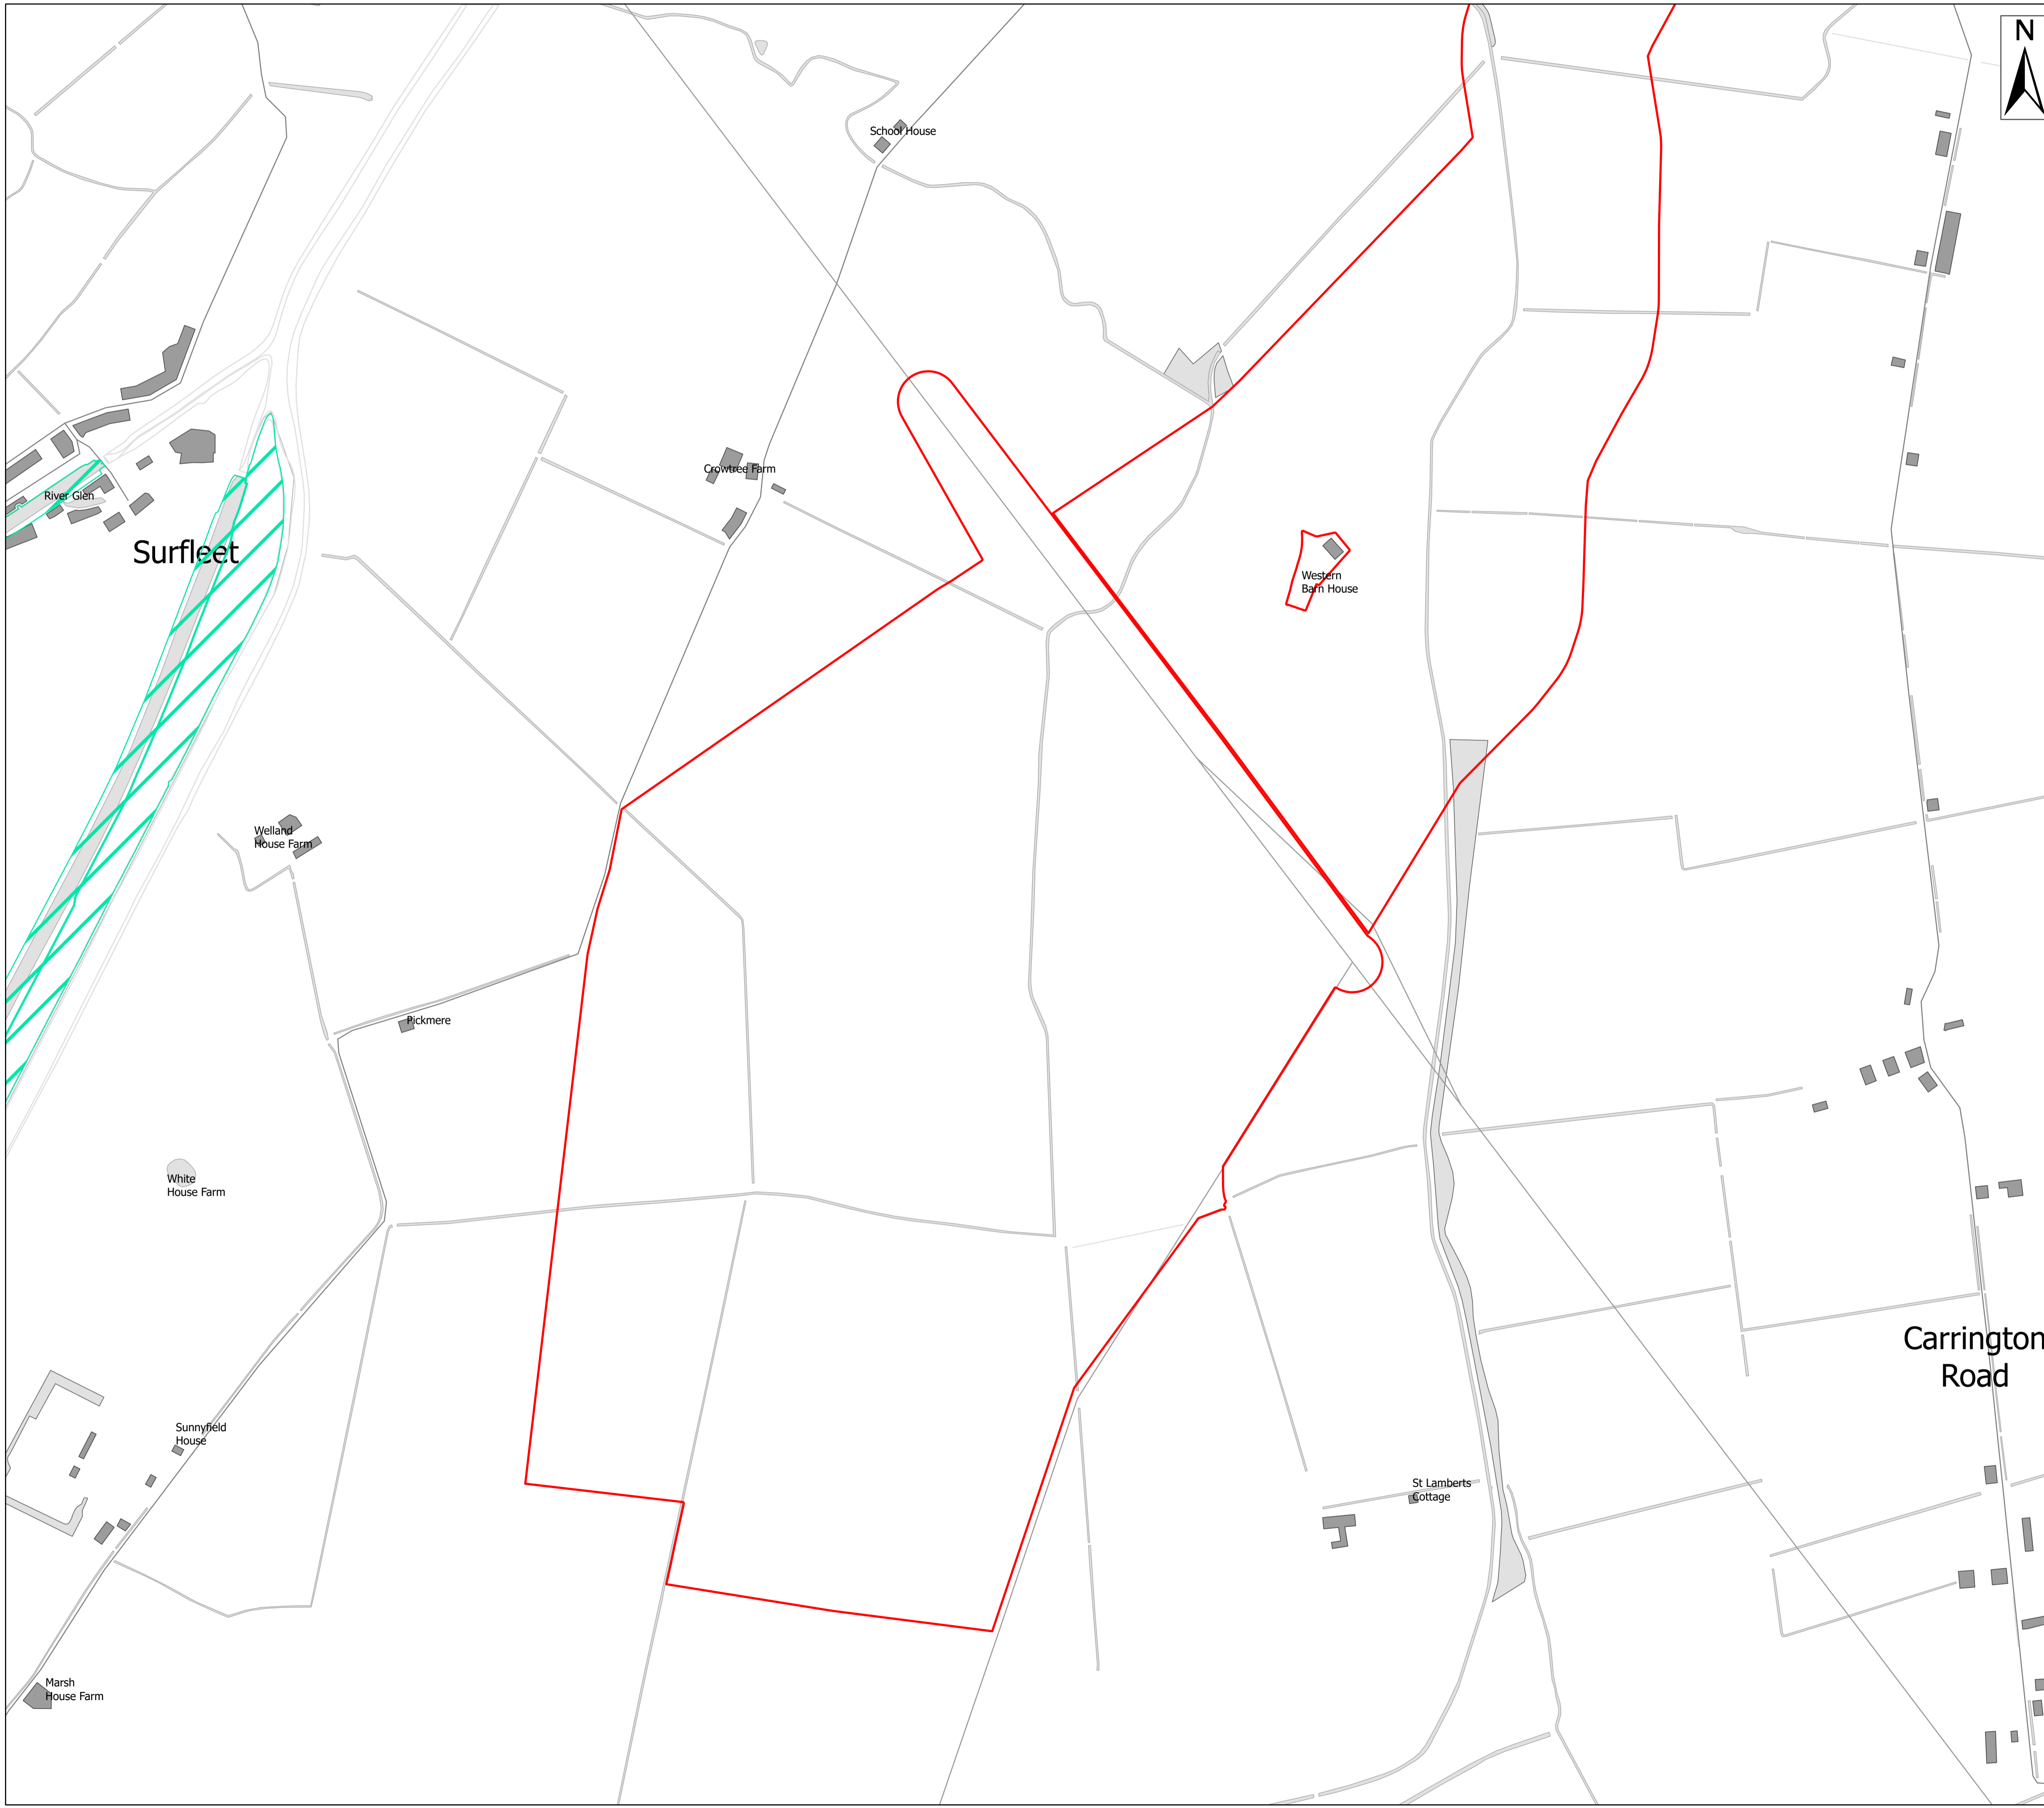 N
School House
Crowtree Farm
River Glen
Surfleet
Western
Barn House
Welland
House Farm
Pickmere
White
House Farm
Carrington
Road
Sunnyfield
House
St Lamberts
Cottage
Marsh
House Farm